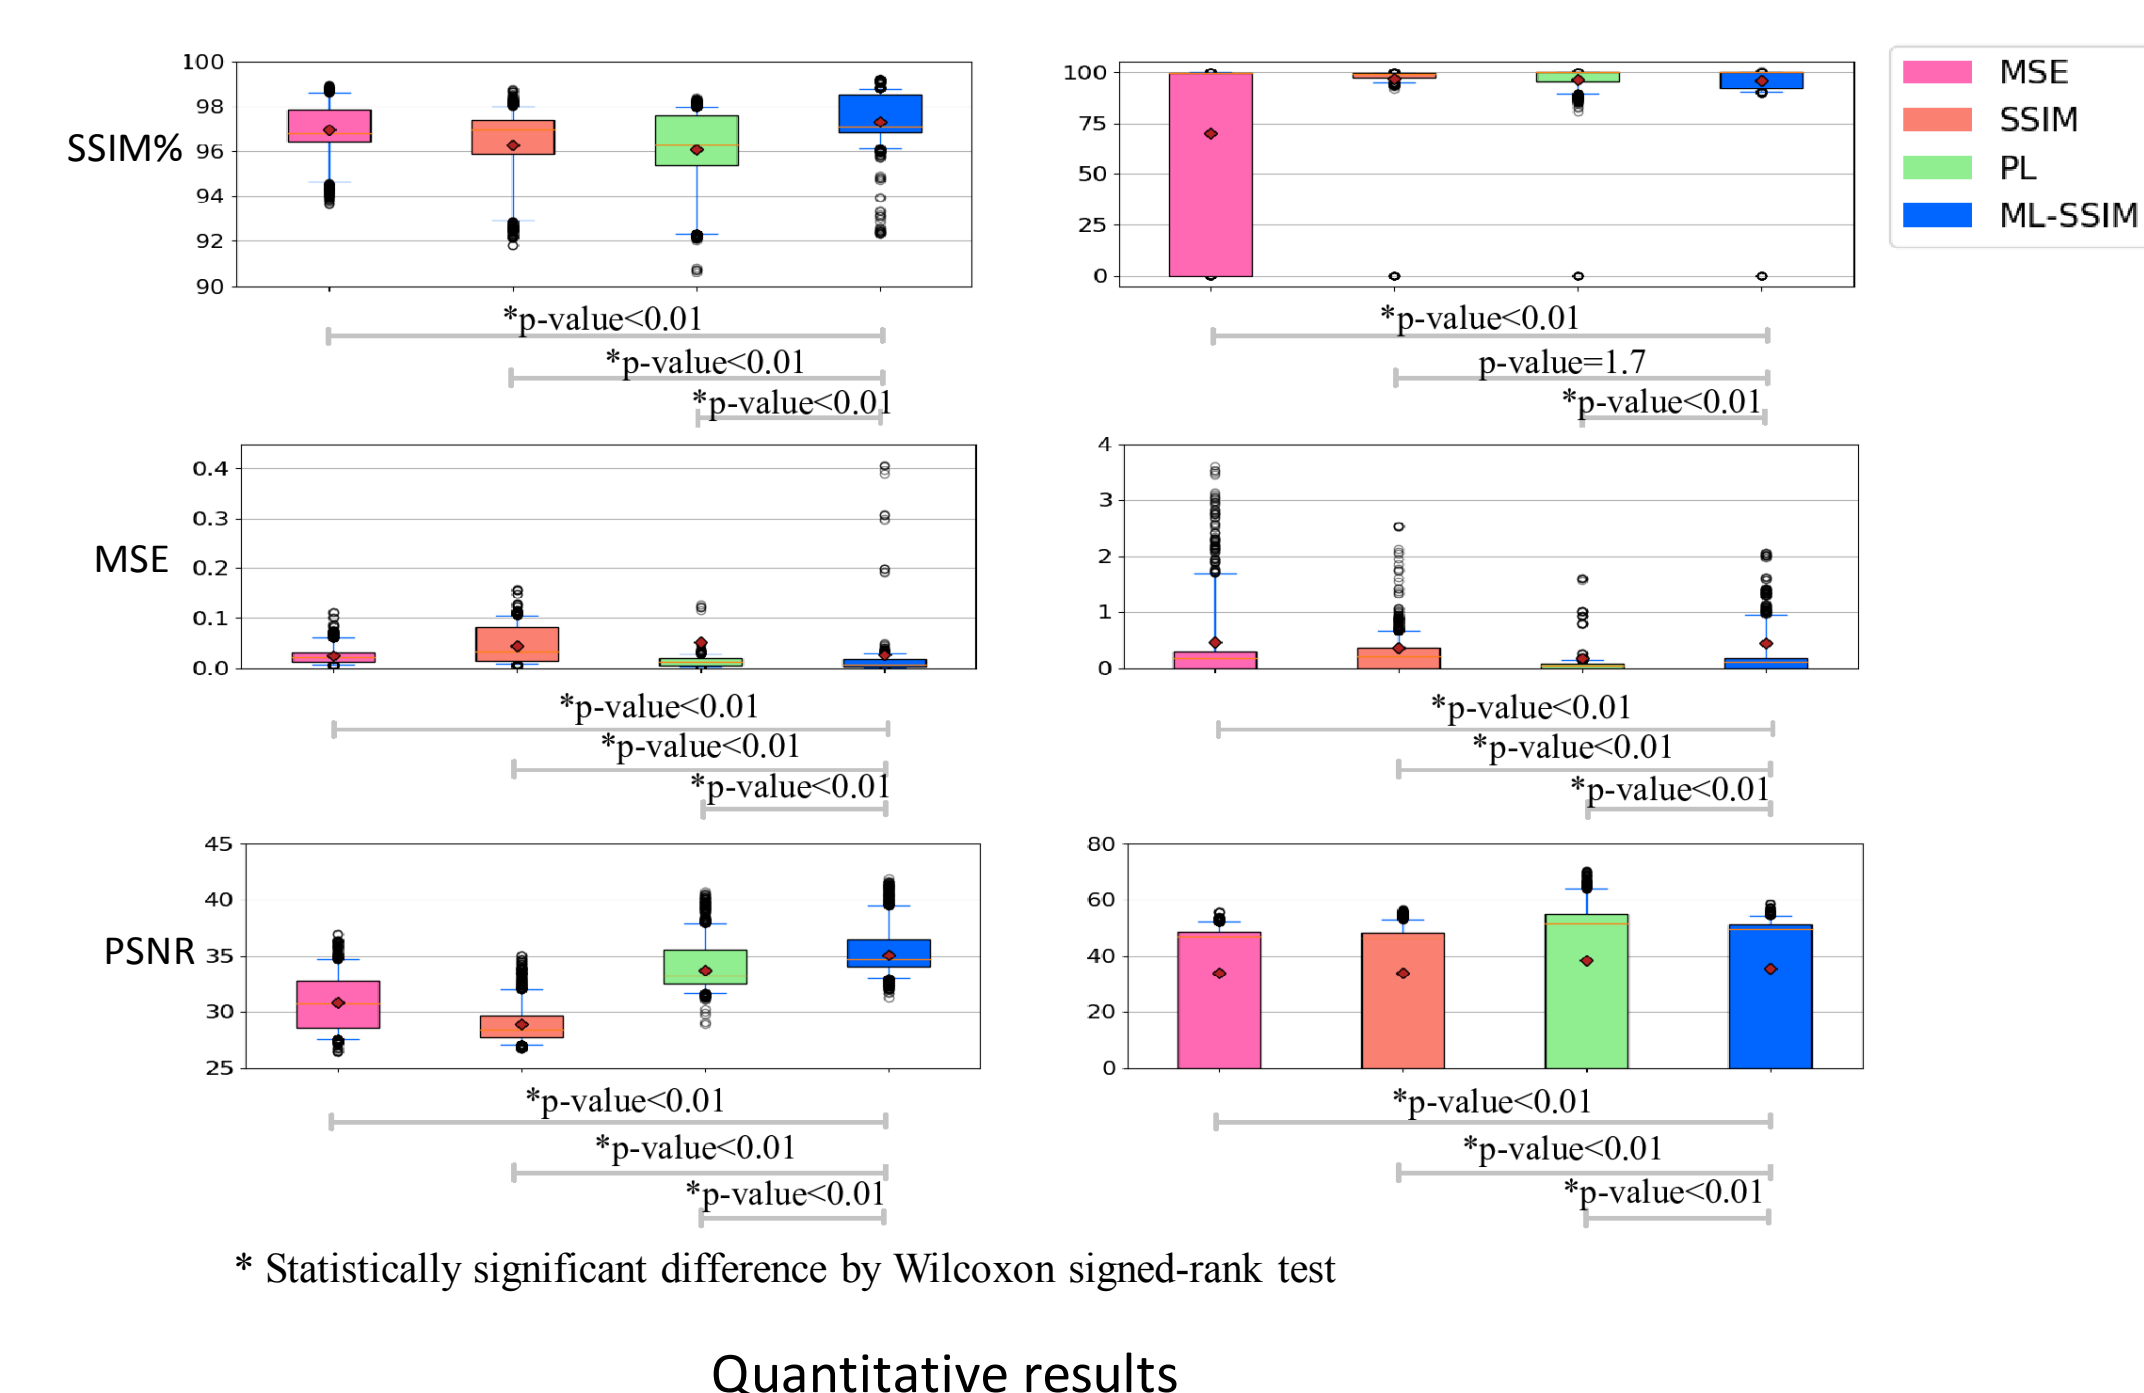 SSIM%
100
98
96
94
92
90
100
75
50
25
0
MSE
SSIM
PL
ML-SSIM
*p-value<0.01
*p-value<0.01
*p-value<0.01
*p-value<0.01
p-value=1.7
*p-value<0.01
MSE
0.4
0.3
0.2
0.1
0.0
4
3
2
1
0
*p-value<0.01
*p-value<0.01
*p-value<0.01
*p-value<0.01
*p-value<0.01
*p-value<0.01
PSNR
45
40
35
30
25
80
60
40
20
0
*p-value<0.01
*p-value<0.01
*p-value<0.01
*p-value<0.01
*p-value<0.01
*p-value<0.01
* Statistically significant difference by Wilcoxon signed-rank test
Quantitative results